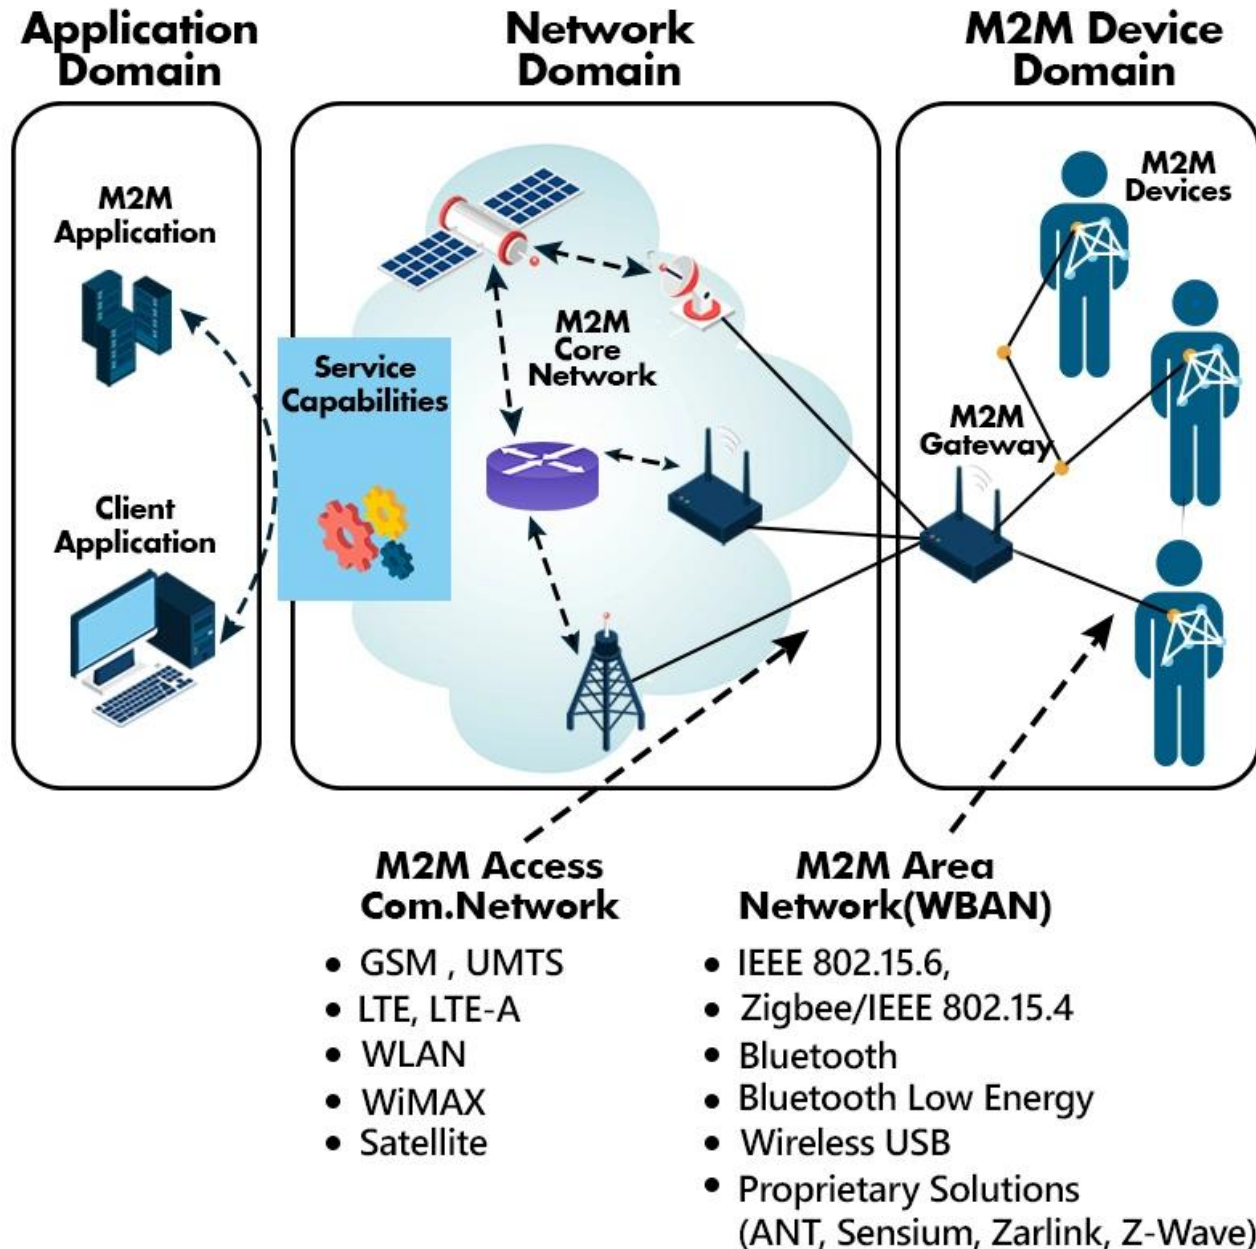 Application
Domain
Network
Domain
M2M Device
Domain
M2M
Application
Client
Application
Service
Capabilities
M2M
Core
Network
M2M
Devices
M2M
Gateway
M2M Access
Com.Network
• GSM , UMTS
• LTE, LTE-A
• WLAN
• WiMAX
• Satellite
M2M Area
Network(WBAN)
• IEEE 802.15.6,
• Zigbee/IEEE 802.15.4
• Bluetooth
• Bluetooth Low Energy
• Wireless USB
• Proprietary Solutions
(ANT, Sensium, Zarlink, Z-Wave)